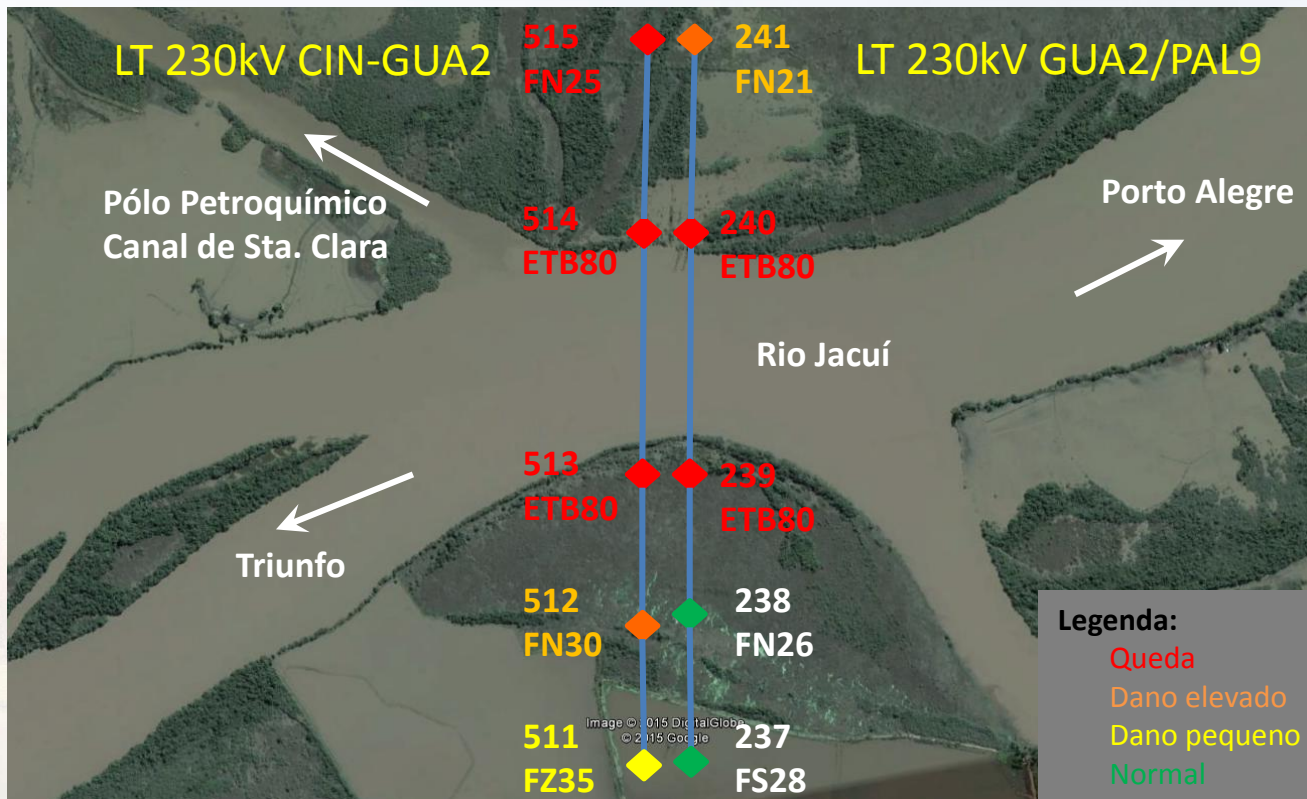 LT 230kV CIN-GUA2
515
FN25
241
FN21
LT 230kV GUA2/PAL9
Pólo Petroquímico
Canal de Sta. Clara
514
ETB80
240
ETB80
Porto Alegre
Rio Jacuí
513
ETB80
239
ETB80
Triunfo
512
FN30
238
FN26
511
FZ35
237
FS28
Image © 2015 DigitalGlobe
© 2015 Google
Legenda:
Queda
Dano elevado
Dano pequeno
Normal